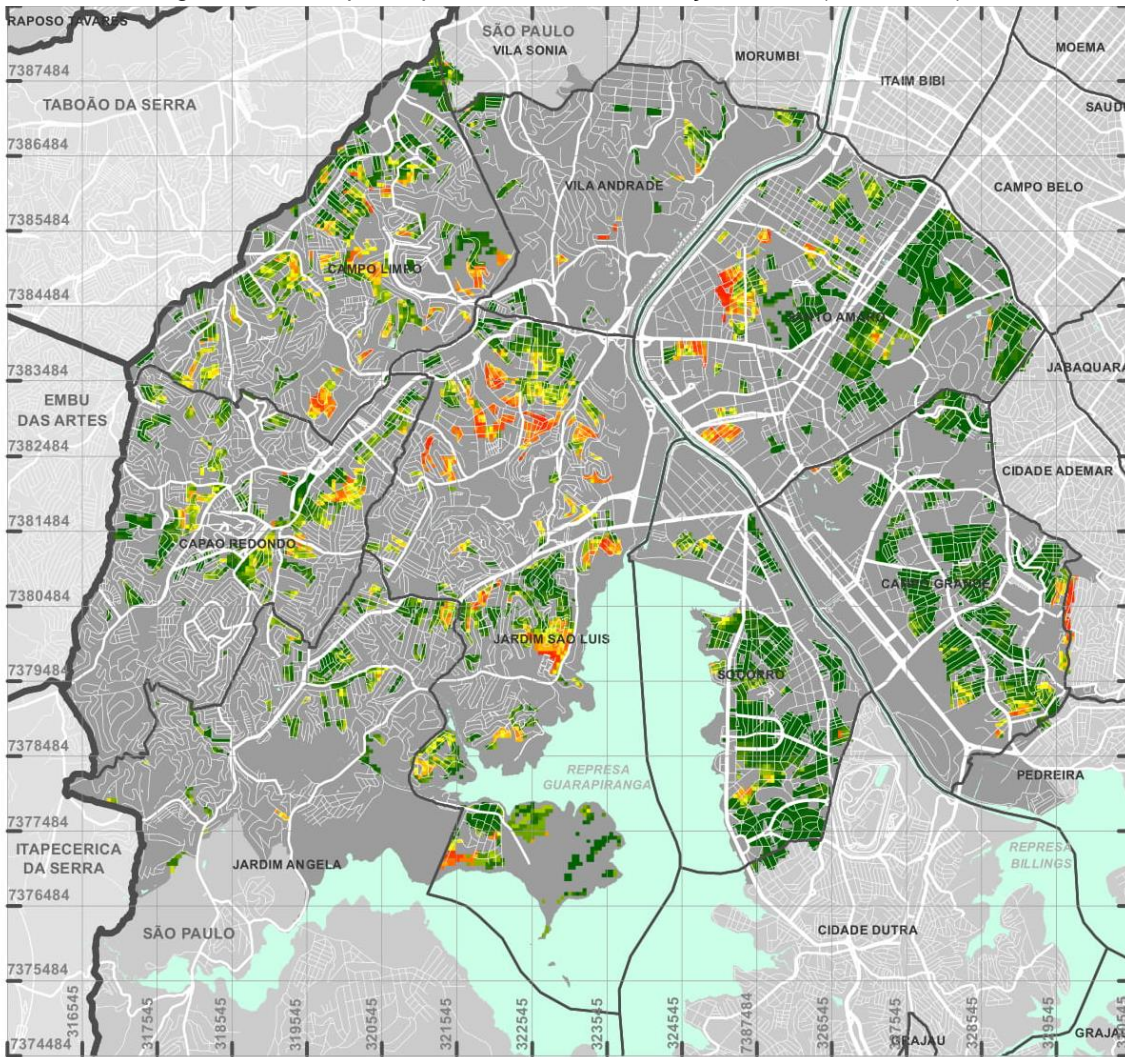 RAPOSO TAVARES
SÃO PAULO
VILA SONIA
MORUMBI
MOEMA
ITAIM BIBI
7387484
TABOÃO DA SERRA
SAUD
7386484
VILA ANDRADE
CAMPO BELO
7385484
CAMPO LIMPO
7384484
SANTO AMARO
7383484
JABAQUARA
EMBU
DAS ARTES
7382484
CIDADE ADEMAR
7381484
CAPAO REDONDO
CAMPO GRANDE
7380484
JARDIM SAO LUIS
7379484
SOCORRO
7378484
REPRESA
GUARAPIRANGA
PEDREIRA
7377484
ITAPECERICA
DA SERRA
JARDIM ANGELA
REPRESA
BILLINGS
7376484
SÃO PAULO
CIDADE DUTRA
7375484
316545
317545
318545
319545
320545
321545
322545
323545
324545
7387484
326545
327545
328545
329545
7374484
GRAJAU
GRAJAU